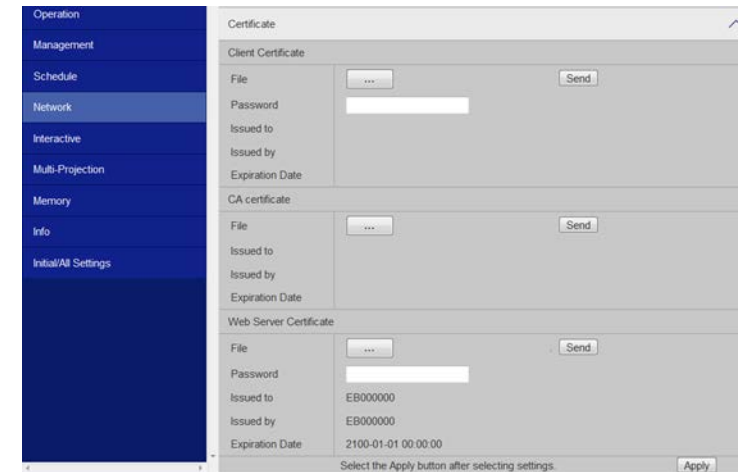 Operation
Management
Schedule
Network
Interactive
Multi-Projection
Memory
Info
Initial/All Settings
Certificate
Client Certificate
File ... Send
Password
Issued to
Issued by
Expiration Date
CA certificate
File ... Send
Issued to
Issued by
Expiration Date
Web Server Certificate
File ... Send
Password
Issued to EB000000
Issued by EB000000
Expiration Date 2100-01-01 00:00:00
Select the Apply button after selecting settings. Apply